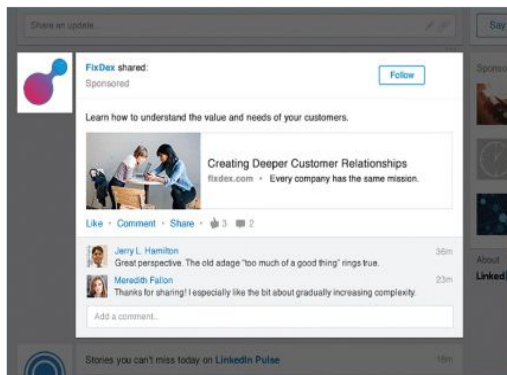 Share an update...
Say
FixDex shared:
Sponsored
Follow
Sponso
Learn how to understand the value and needs of your customers.
Creating Deeper Customer Relationships
fixdex.com • Every company has the same mission.
Like • Comment • Share • 3 2
Jerry L. Hamilton 36m
Great perspective. The old adage "too much of a good thing" rings true.
Meredith Fallon 23m
Thanks for sharing! I especially like the bit about gradually increasing complexity.
Add a comment...
About
Linked
Stories you can't miss today on LinkedIn Pulse 18m